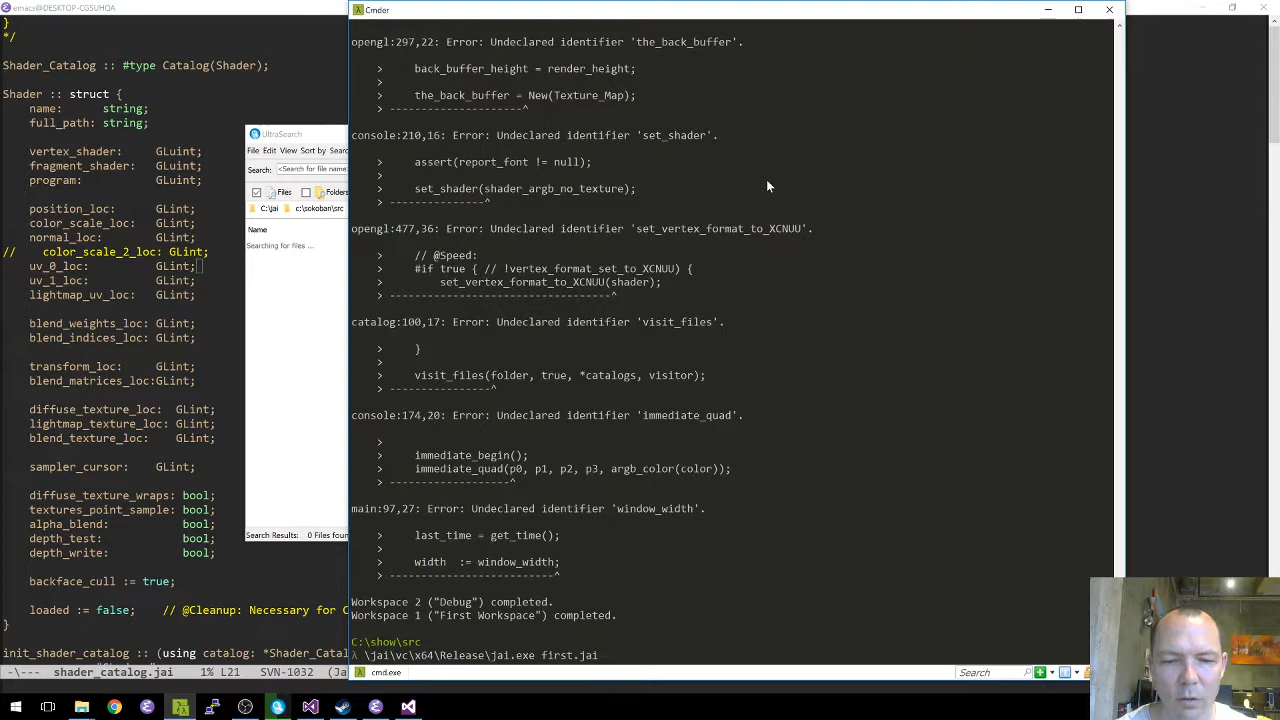 emacs@DESKTOP-CGSUHQA
}
*/
Shader_Catalog :: #type Catalog(Shader);
Shader :: struct {
name: string;
full_path: string;
vertex_shader: GLuint;
fragment_shader: GLuint;
program: GLuint;
position_loc: GLint;
color_scale_loc: GLint;
normal_loc: GLint;
// color_scale_2_loc: GLint;
uv_0_loc: GLint;
uv_1_loc: GLint;
lightmap_uv_loc: GLint;
blend_weights_loc: GLint;
blend_indices_loc: GLint;
transform_loc: GLint;
blend_matrices_loc:GLint;
diffuse_texture_loc: GLint;
lightmap_texture_loc: GLint;
blend_texture_loc: GLint;
sampler_cursor: GLint;
diffuse_texture_wraps: bool;
textures_point_sample: bool;
alpha_blend: bool;
depth_test: bool;
depth_write: bool;
backface_cull := true;
loaded := false; // @Cleanup: Necessary for C
}
init_shader_catalog :: (using catalog: *Shader_Catal
-\--- shader_catalog.jai 1% L21 SVN-1032 (Ja
UltraSearch
File Edit View Search
Search: <Search for file name>
Files Folders
C:\jai c:\sokoban\src
Name
Searching for files ...
Search Results: 0 Files foun
Cmder
opengl:297,22: Error: Undeclared identifier 'the_back_buffer'.
> back_buffer_height = render_height;
>
> the_back_buffer = New(Texture_Map);
> ---------------------^
console:210,16: Error: Undeclared identifier 'set_shader'.
> assert(report_font != null);
>
> set_shader(shader_argb_no_texture);
> ---------------^
opengl:477,36: Error: Undeclared identifier 'set_vertex_format_to_XCNUU'.
> // @Speed:
> #if true { // !vertex_format_set_to_XCNUU) {
> set_vertex_format_to_XCNUU(shader);
> -----------------------------------^
catalog:100,17: Error: Undeclared identifier 'visit_files'.
> }
>
> visit_files(folder, true, *catalogs, visitor);
> ----------------^
console:174,20: Error: Undeclared identifier 'immediate_quad'.
>
> immediate_begin();
> immediate_quad(p0, p1, p2, p3, argb_color(color));
> -------------------^
main:97,27: Error: Undeclared identifier 'window_width'.
> last_time = get_time();
>
> width := window_width;
> --------------------------^
Workspace 2 ("Debug") completed.
Workspace 1 ("First Workspace") completed.
C:\show\src
λ \jai\vc\x64\Release\jai.exe first.jai
cmd.exe
Search